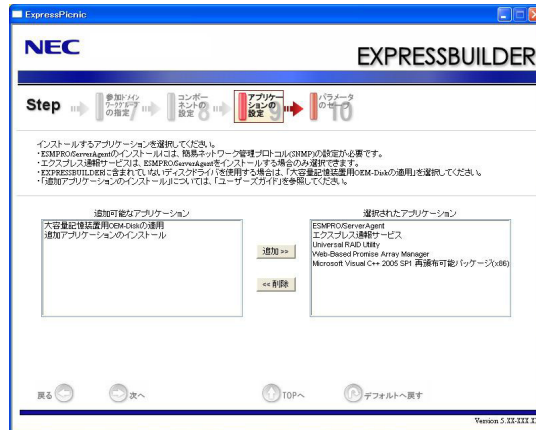 ExpressPicnic
NEC
EXPRESSBUILDER
Step
参加ドメイン
ワークグループ
の指定 7
コンポー
ネントの
設定 8
アプリケー
ションの
設定 9
パラメータ
のセーブ
10
インストールするアプリケーションを選択してください。
・ESMPRO/ServerAgentのインストールには、簡易ネットワーク管理プロトコル(SNMP)の設定が必要です。
・エクスプレス通報サービスは、ESMPRO/ServerAgentをインストールする場合のみ選択できます。
・EXPRESSBUILDERに含まれていないディスクドライバを使用する場合は、「大容量記憶装置用OEM-Diskの適用」を選択してください。
・「追加アプリケーションのインストール」については、「ユーザーズガイド」を参照してください。
追加可能なアプリケーション
大容量記憶装置用OEM-Diskの適用
追加アプリケーションのインストール
追加 >>
<< 削除
選択されたアプリケーション
ESMPRO/ServerAgent
エクスプレス通報サービス
Universal RAID Utility
Web-Based Promise Array Manager
Microsoft Visual C++ 2005 SP1 再頒布可能パッケージ(x86)
戻る
次へ
TOPへ
デフォルトへ戻す